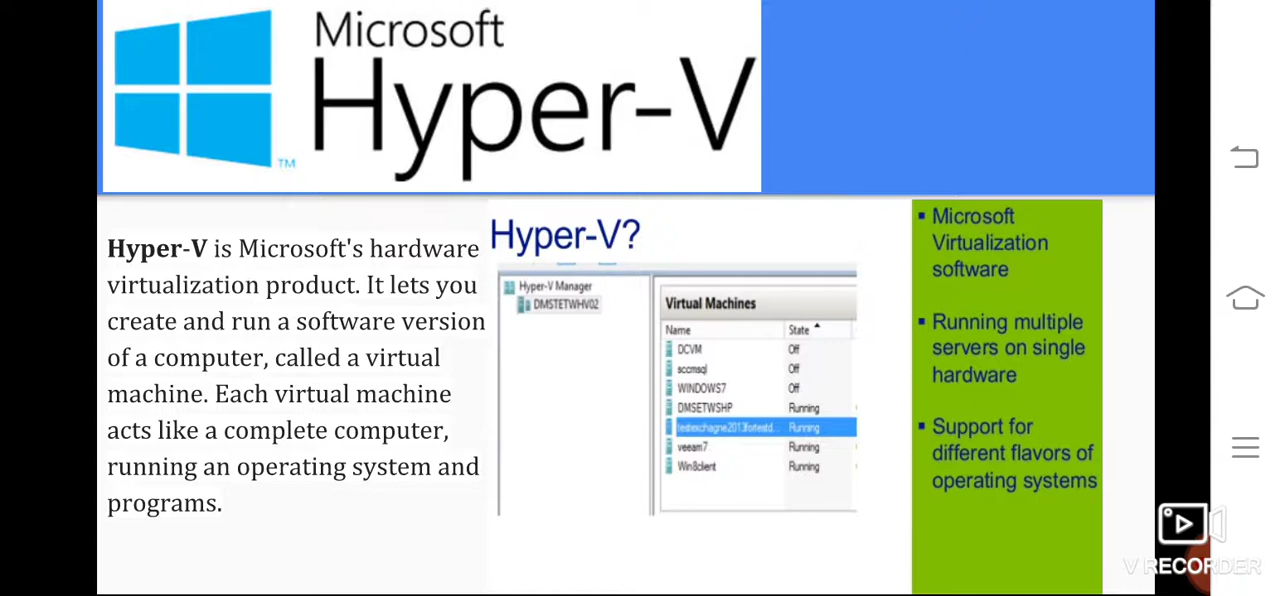 Microsoft
Hyper-V
TM
Hyper-V is Microsoft's hardware
virtualization product. It lets you
create and run a software version
of a computer, called a virtual
machine. Each virtual machine
acts like a complete computer,
running an operating system and
programs.
Hyper-V?
Hyper-V Manager
DMSTETWHV02
Virtual Machines
Name State
DCVM Off
sccmsql Off
WINDOWS7 Off
DMSETWSHP Running
testexchagne2013fortestd... Running
veeam7 Running
Win8client Running
▪ Microsoft
Virtualization
software
▪ Running multiple
servers on single
hardware
▪ Support for
different flavors of
operating systems
V RECORDER